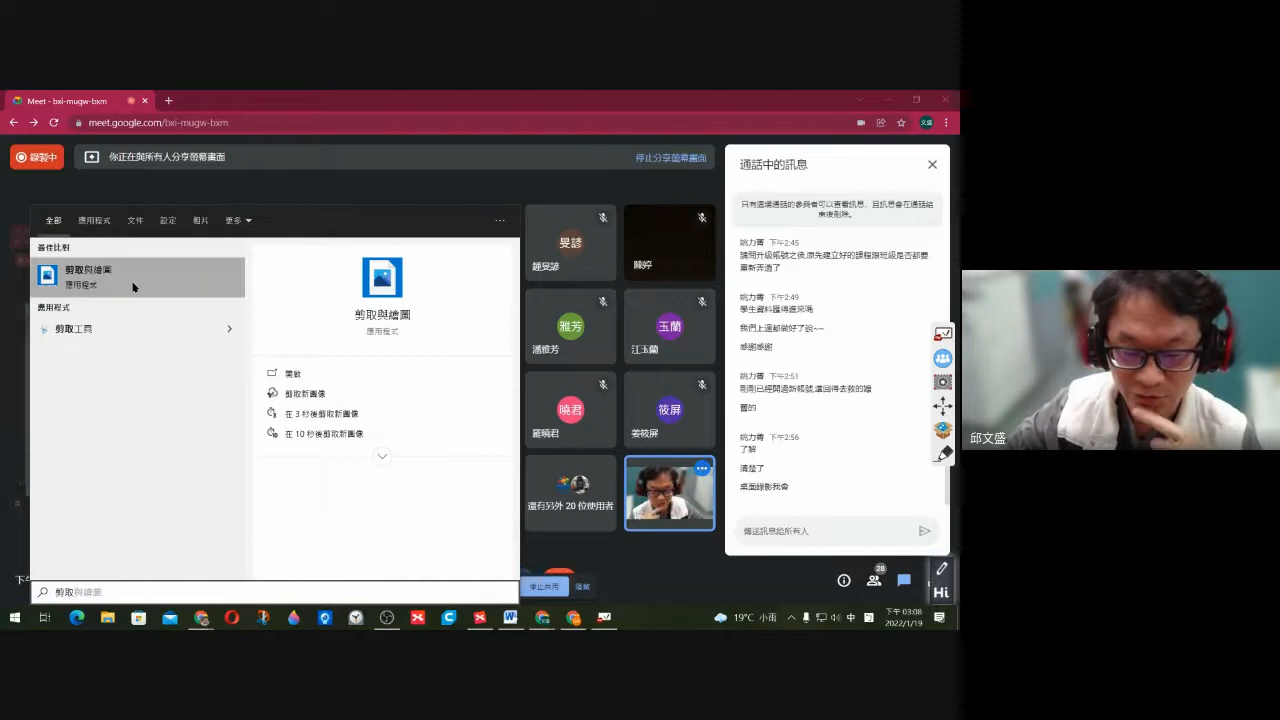 Meet - bxi-mugw-bxm
meet.google.com/bxi-mugw-bxm
文盛
錄製中
你正在與所有人分享螢幕畫面
停止分享螢幕畫面
全部 應用程式 文件 設定 相片 更多
最佳比對
剪取與繪圖
應用程式
應用程式
剪取工具
剪取與繪圖
應用程式
開啟
剪取新圖像
在 3 秒後剪取新圖像
在 10 秒後剪取新圖像
剪取與繪圖
旻諺
陳婷
雅芳
潘雅芳
玉蘭
江玉蘭
曉君
羅曉君
筱屏
姜筱屏
還有另外 20 位使用者
通話中的訊息
只有這場通話的參與者可以查看訊息，且訊息會在通話結
束後刪除。
姚力菁 下午2:45
請問升級帳號之後,原先建立好的課程跟班級是否都要
重新弄過了
姚力菁 下午2:49
學生資料匯得進來嗎
我們上週都做好了說~~
感謝感謝
姚力菁 下午2:51
剛剛已經開過新帳號,還回得去救的嗎
舊的
姚力菁 下午2:56
了解
清楚了
桌面錄影我會
傳送訊息給所有人
28
停止共用
隱藏
Hi
邱文盛
19°C 小雨
中
下午 03:08
2022/1/19